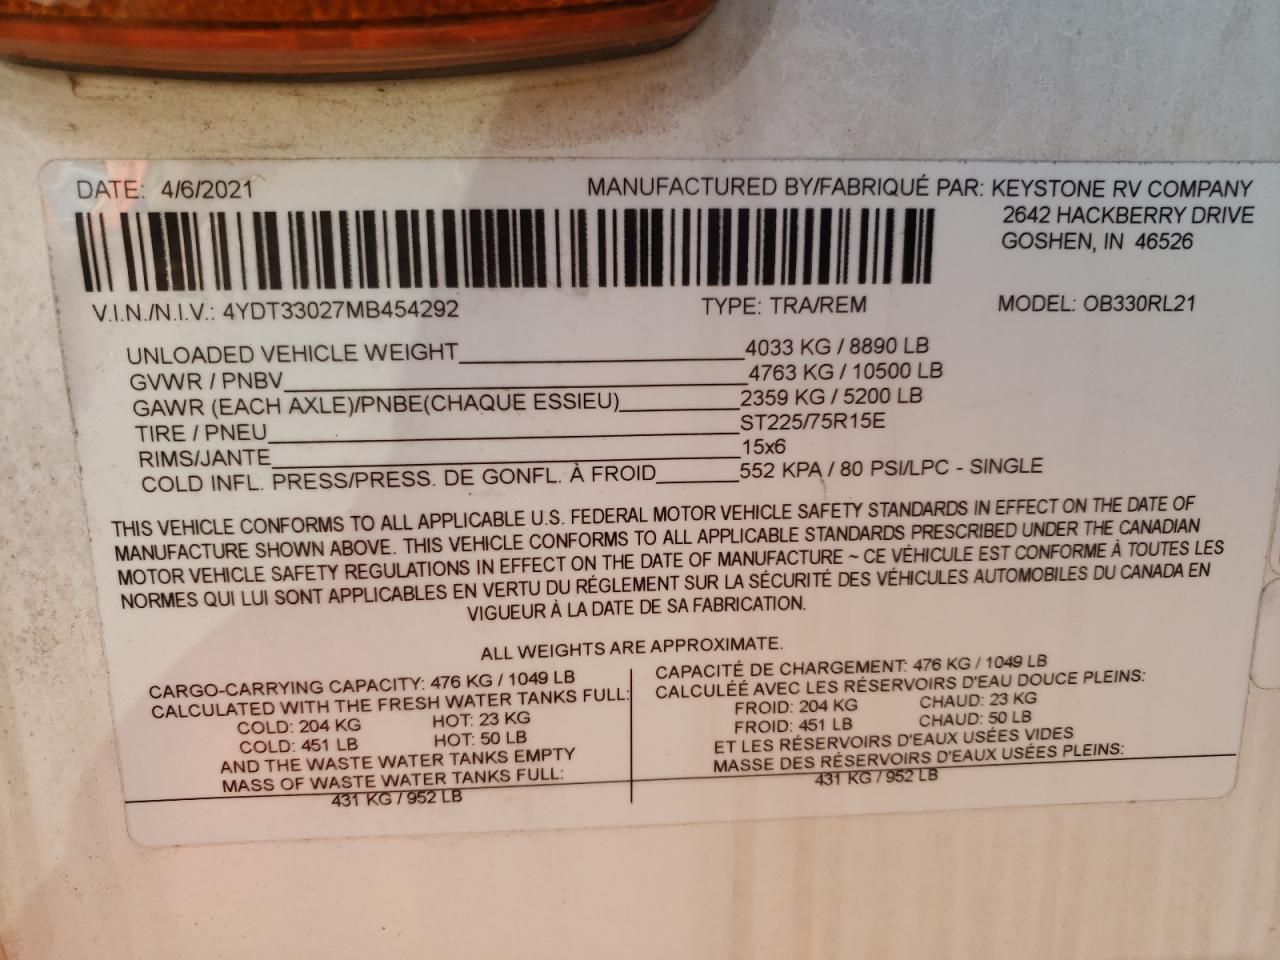 DATE: 4/6/2021
MANUFACTURED BY/FABRIQUÉ PAR: KEYSTONE RV COMPANY
2642 HACKBERRY DRIVE
GOSHEN, IN 46526
V.I.N./N.I.V.: 4YDT33027MB454292
TYPE: TRA/REM
MODEL: OB330RL21
UNLOADED VEHICLE WEIGHT 4033 KG / 8890 LB
GVWR / PNBV 4763 KG / 10500 LB
GAWR (EACH AXLE)/PNBE(CHAQUE ESSIEU) 2359 KG / 5200 LB
TIRE / PNEU ST225/75R15E
RIMS/JANTE 15x6
COLD INFL. PRESS/PRESS. DE GONFL. À FROID 552 KPA / 80 PSI/LPC - SINGLE
THIS VEHICLE CONFORMS TO ALL APPLICABLE U.S. FEDERAL MOTOR VEHICLE SAFETY STANDARDS IN EFFECT ON THE DATE OF
MANUFACTURE SHOWN ABOVE. THIS VEHICLE CONFORMS TO ALL APPLICABLE STANDARDS PRESCRIBED UNDER THE CANADIAN
MOTOR VEHICLE SAFETY REGULATIONS IN EFFECT ON THE DATE OF MANUFACTURE ~ CE VÉHICULE EST CONFORME À TOUTES LES
NORMES QUI LUI SONT APPLICABLES EN VERTU DU RÉGLEMENT SUR LA SÉCURITÉ DES VÉHICULES AUTOMOBILES DU CANADA EN
VIGUEUR À LA DATE DE SA FABRICATION.
ALL WEIGHTS ARE APPROXIMATE.
CARGO-CARRYING CAPACITY: 476 KG / 1049 LB
CALCULATED WITH THE FRESH WATER TANKS FULL:
COLD: 204 KG HOT: 23 KG
COLD: 451 LB HOT: 50 LB
AND THE WASTE WATER TANKS EMPTY
MASS OF WASTE WATER TANKS FULL:
431 KG / 952 LB
CAPACITÉ DE CHARGEMENT: 476 KG / 1049 LB
CALCULÉÉ AVEC LES RÉSERVOIRS D'EAU DOUCE PLEINS:
FROID: 204 KG CHAUD: 23 KG
FROID: 451 LB CHAUD: 50 LB
ET LES RÉSERVOIRS D'EAUX USÉES VIDES
MASSE DES RÉSERVOIRS D'EAUX USÉES PLEINS:
431 KG / 952 LB